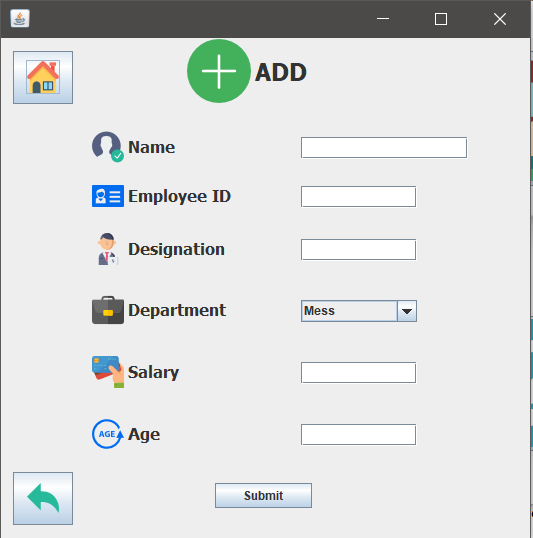 ADD
Name
Employee ID
Designation
Department
Mess
Salary
AGE
Age
Submit